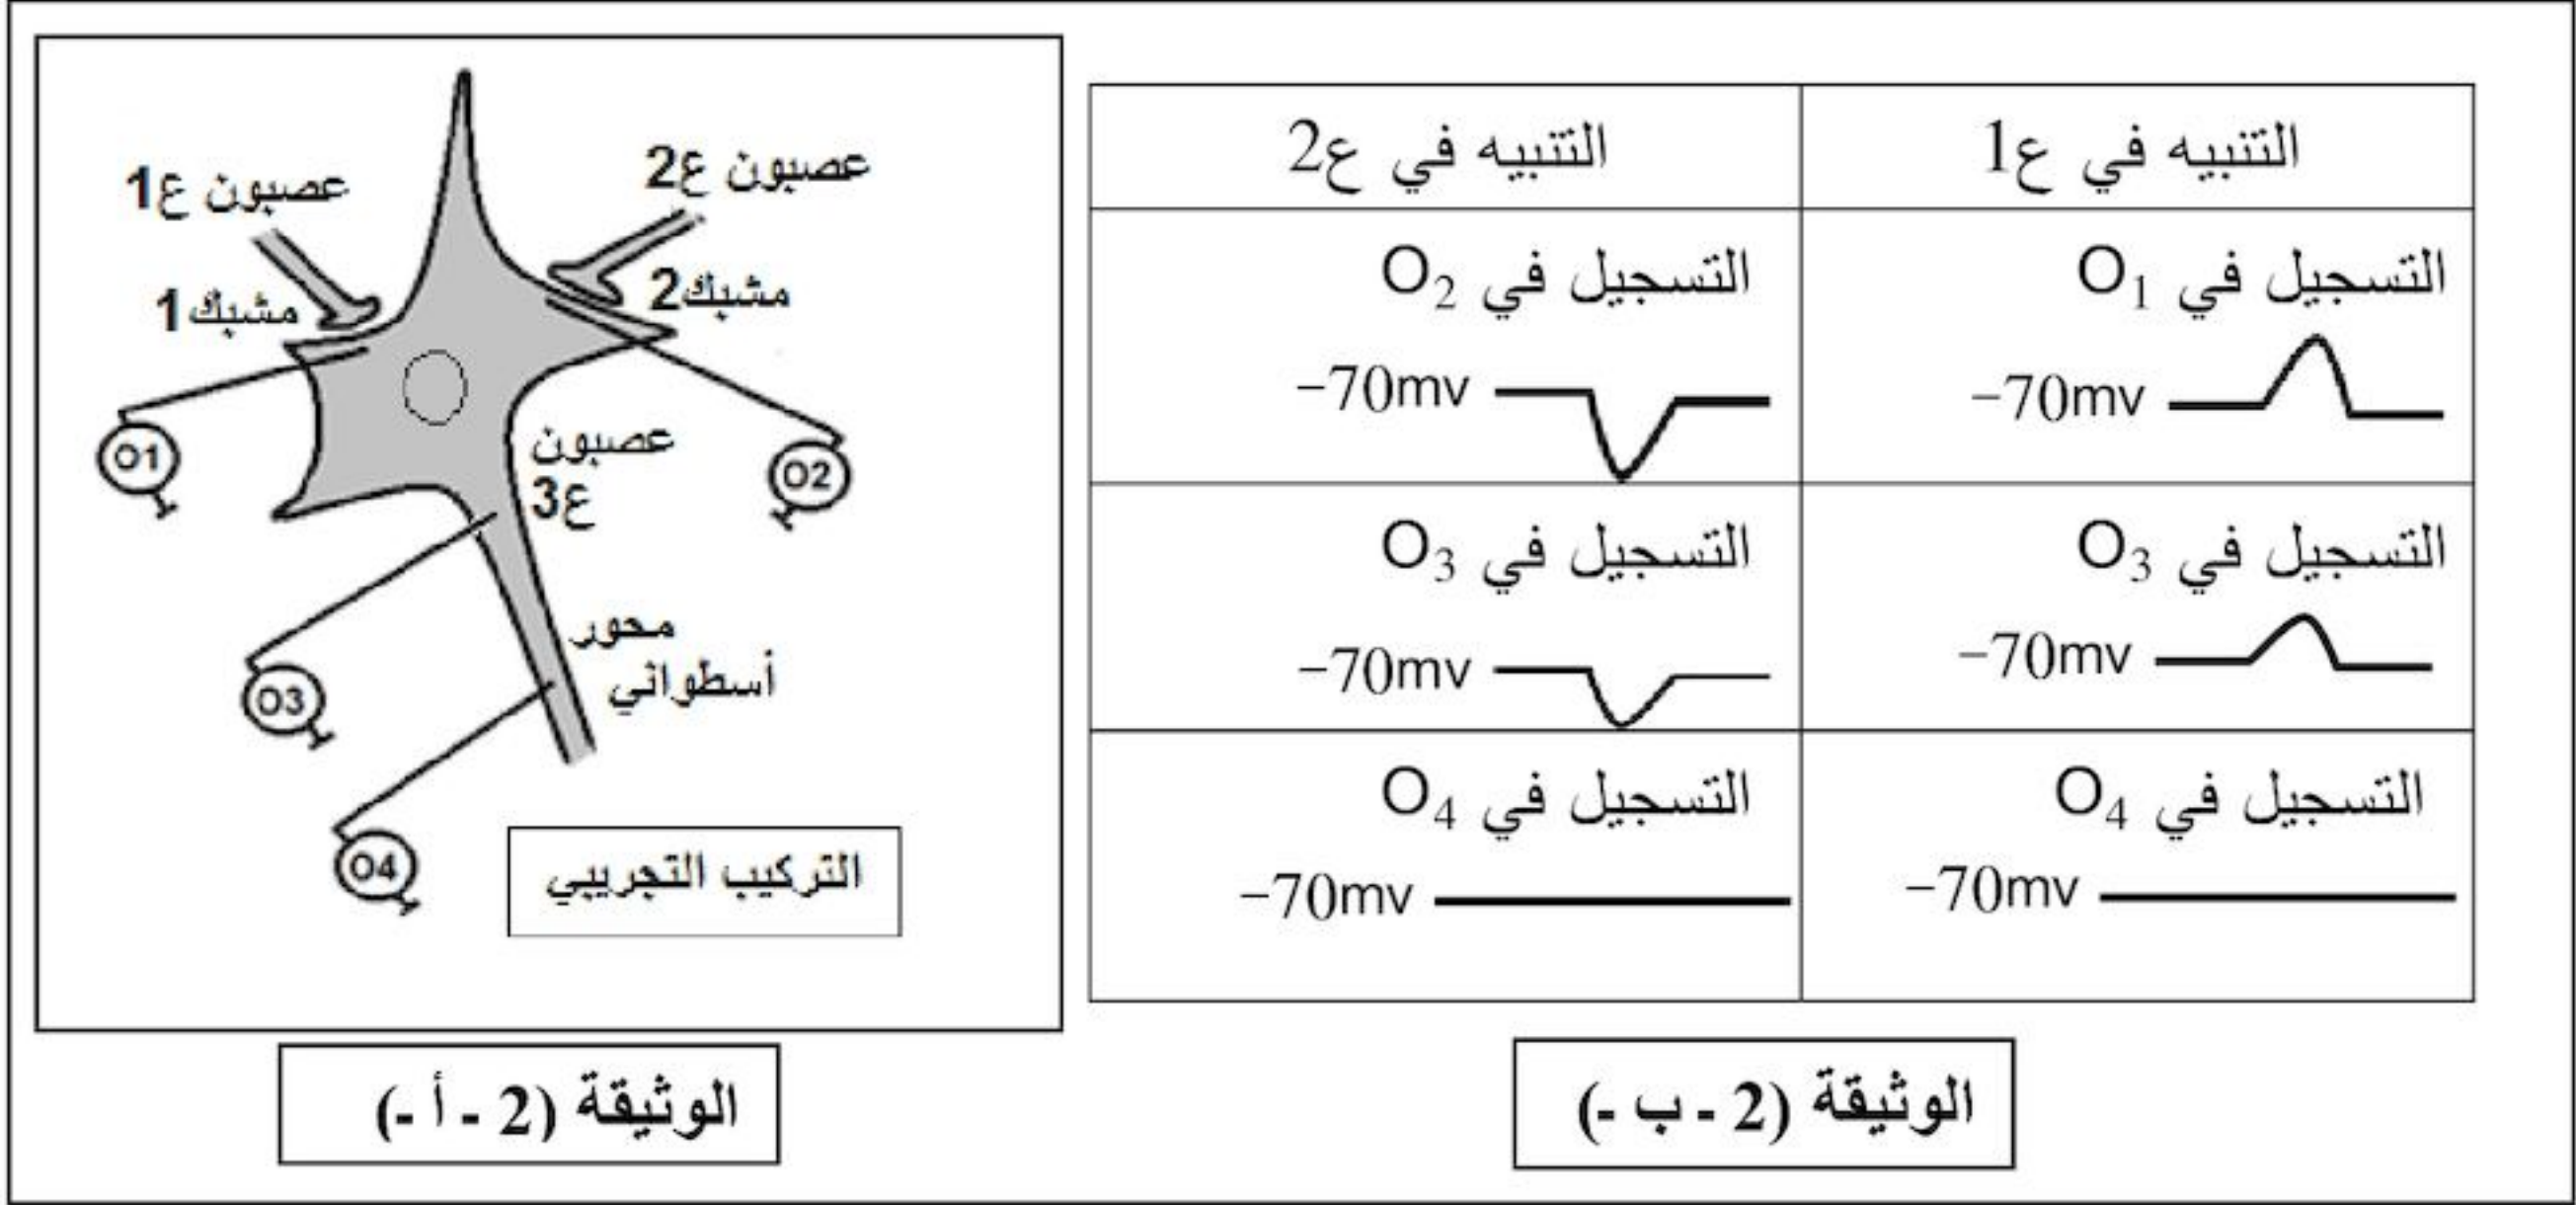 التنبيه في ع1
التنبيه في ع2
التسجيل في O1
-70mv
التسجيل في O2
-70mv
التسجيل في O3
-70mv
التسجيل في O3
-70mv
التسجيل في O4
-70mv
التسجيل في O4
-70mv
الوثيقة (2 - ب -)
عصبون ع2
عصبون ع1
مشبك2
مشبك1
عصبون
ع3
O1
O2
محور
أسطواني
O3
O4
التركيب التجريبي
الوثيقة (2 - أ -)